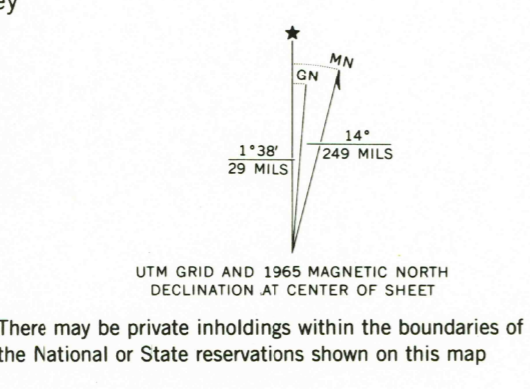 ey
★
MN
GN
1°38′
29 MILS
14°
249 MILS
UTM GRID AND 1965 MAGNETIC NORTH
DECLINATION AT CENTER OF SHEET
There may be private inholdings within the boundaries of
the National or State reservations shown on this map